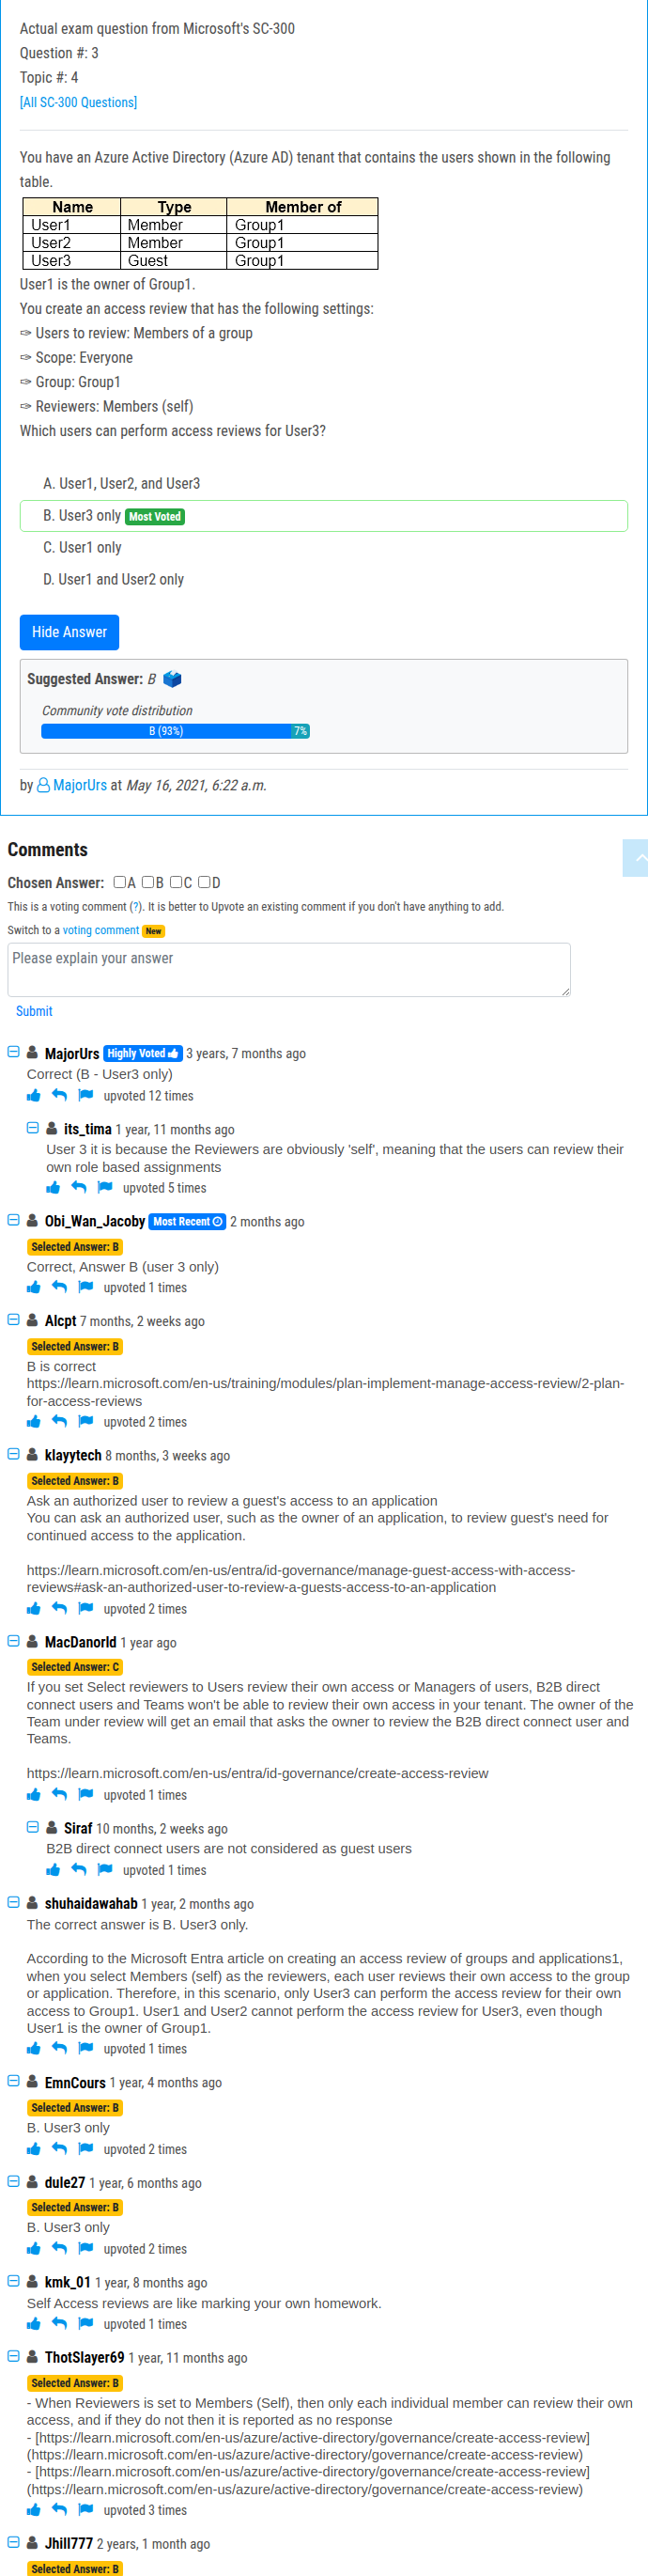 Actual exam question from Microsoft's SC-300
Question #: 3
Topic #: 4
[All SC-300 Questions]
You have an Azure Active Directory (Azure AD) tenant that contains the users shown in the following
table.
Name Type Member of
User1 Member Group1
User2 Member Group1
User3 Guest Group1
User1 is the owner of Group1.
You create an access review that has the following settings:
✑ Users to review: Members of a group
✑ Scope: Everyone
✑ Group: Group1
✑ Reviewers: Members (self)
Which users can perform access reviews for User3?
A. User1, User2, and User3
B. User3 only Most Voted
C. User1 only
D. User1 and User2 only
Hide Answer
Suggested Answer: B
Community vote distribution
B (93%) 7%
by MajorUrs at May 16, 2021, 6:22 a.m.
Comments
Chosen Answer: A B C D
This is a voting comment (?). It is better to Upvote an existing comment if you don't have anything to add.
Switch to a voting comment New
Please explain your answer
Submit
MajorUrs Highly Voted 3 years, 7 months ago
Correct (B - User3 only)
upvoted 12 times
its_tima 1 year, 11 months ago
User 3 it is because the Reviewers are obviously 'self', meaning that the users can review their
own role based assignments
upvoted 5 times
Obi_Wan_Jacoby Most Recent 2 months ago
Selected Answer: B
Correct, Answer B (user 3 only)
upvoted 1 times
Alcpt 7 months, 2 weeks ago
Selected Answer: B
B is correct
https://learn.microsoft.com/en-us/training/modules/plan-implement-manage-access-review/2-plan-
for-access-reviews
upvoted 2 times
klayytech 8 months, 3 weeks ago
Selected Answer: B
Ask an authorized user to review a guest's access to an application
You can ask an authorized user, such as the owner of an application, to review guest's need for
continued access to the application.
https://learn.microsoft.com/en-us/entra/id-governance/manage-guest-access-with-access-
reviews#ask-an-authorized-user-to-review-a-guests-access-to-an-application
upvoted 2 times
MacDanorld 1 year ago
Selected Answer: C
If you set Select reviewers to Users review their own access or Managers of users, B2B direct
connect users and Teams won't be able to review their own access in your tenant. The owner of the
Team under review will get an email that asks the owner to review the B2B direct connect user and
Teams.
https://learn.microsoft.com/en-us/entra/id-governance/create-access-review
upvoted 1 times
Siraf 10 months, 2 weeks ago
B2B direct connect users are not considered as guest users
upvoted 1 times
shuhaidawahab 1 year, 2 months ago
The correct answer is B. User3 only.
According to the Microsoft Entra article on creating an access review of groups and applications1,
when you select Members (self) as the reviewers, each user reviews their own access to the group
or application. Therefore, in this scenario, only User3 can perform the access review for their own
access to Group1. User1 and User2 cannot perform the access review for User3, even though
User1 is the owner of Group1.
upvoted 1 times
EmnCours 1 year, 4 months ago
Selected Answer: B
B. User3 only
upvoted 2 times
dule27 1 year, 6 months ago
Selected Answer: B
B. User3 only
upvoted 2 times
kmk_01 1 year, 8 months ago
Self Access reviews are like marking your own homework.
upvoted 1 times
ThotSlayer69 1 year, 11 months ago
Selected Answer: B
- When Reviewers is set to Members (Self), then only each individual member can review their own
access, and if they do not then it is reported as no response
- [https://learn.microsoft.com/en-us/azure/active-directory/governance/create-access-review]
(https://learn.microsoft.com/en-us/azure/active-directory/governance/create-access-review)
- [https://learn.microsoft.com/en-us/azure/active-directory/governance/create-access-review]
(https://learn.microsoft.com/en-us/azure/active-directory/governance/create-access-review)
upvoted 3 times
Jhill777 2 years, 1 month ago
Selected Answer: B